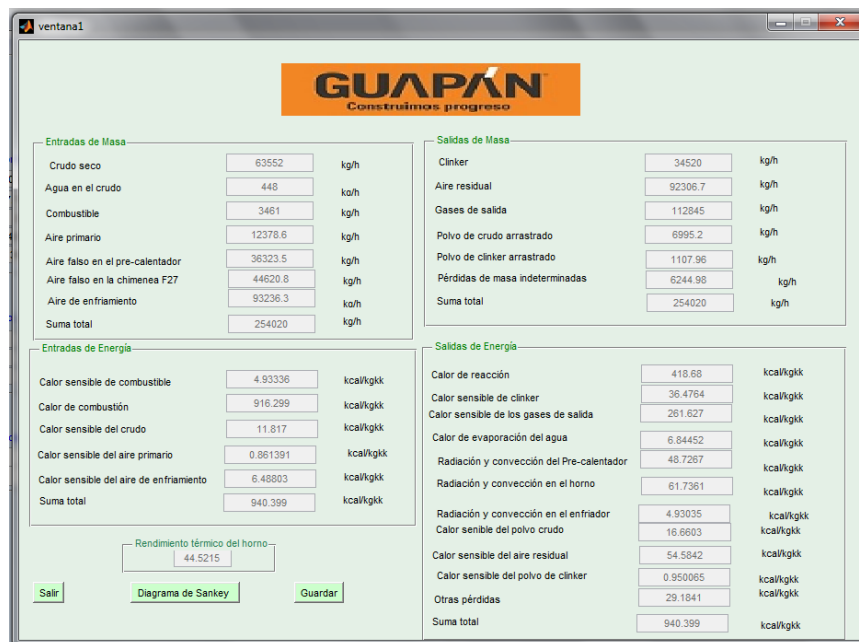 ventana1
GUAPÁN
Construimos progreso
Entradas de Masa
Crudo seco 63552 kg/h
Agua en el crudo 448 kg/h
Combustible 3461 kg/h
Aire primario 12378.6 kg/h
Aire falso en el pre-calentador 36323.5 kg/h
Aire falso en la chimenea F27 44620.8 kg/h
Aire de enfriamiento 93236.3 kg/h
Suma total 254020 kg/h
Salidas de Masa
Clinker 34520 kg/h
Aire residual 92306.7 kg/h
Gases de salida 112845 kg/h
Polvo de crudo arrastrado 6995.2 kg/h
Polvo de clinker arrastrado 1107.96 kg/h
Pérdidas de masa indeterminadas 6244.98 kg/h
Suma total 254020 kg/h
Entradas de Energía
Calor sensible de combustible 4.93336 kcal/kgkk
Calor de combustión 916.299 kcal/kgkk
Calor sensible del crudo 11.817 kcal/kgkk
Calor sensible del aire primario 0.861391 kcal/kgkk
Calor sensible del aire de enfriamiento 6.48803 kcal/kgkk
Suma total 940.399 kcal/kgkk
Salidas de Energía
Calor de reacción 418.68 kcal/kgkk
Calor sensible de clinker 36.4764 kcal/kgkk
Calor sensible de los gases de salida 261.627 kcal/kgkk
Calor de evaporación del agua 6.84452 kcal/kgkk
Radiación y convección del Pre-calentador 48.7267 kcal/kgkk
Radiación y convección en el horno 61.7361 kcal/kgkk
Radiación y convección en el enfriador 4.93035 kcal/kgkk
Calor senible del polvo crudo 16.6603 kcal/kgkk
Calor sensible del aire residual 54.5842 kcal/kgkk
Calor sensible del polvo de clinker 0.950065 kcal/kgkk
Otras pérdidas 29.1841 kcal/kgkk
Suma total 940.399 kcal/kgkk
Rendimiento térmico del horno
44.5215
Salir Diagrama de Sankey Guardar